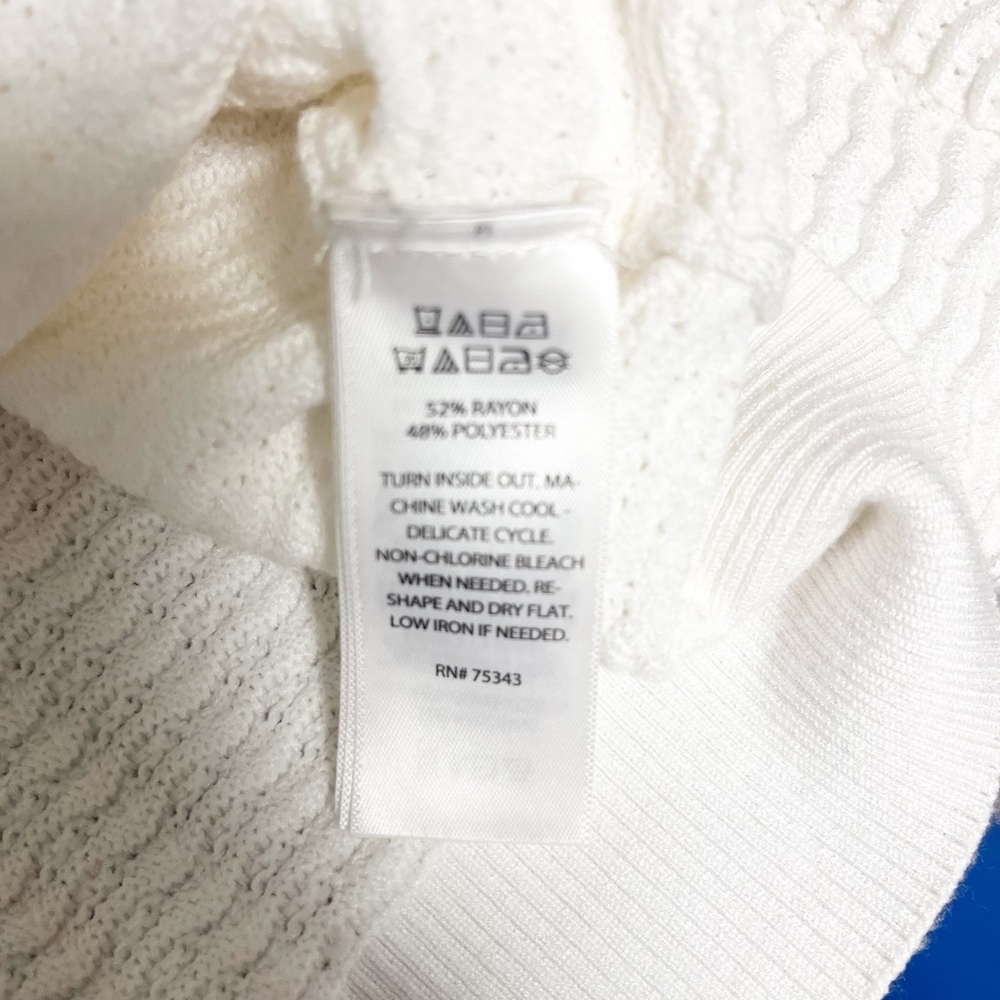 52% RAYON
48% POLYESTER
TURN INSIDE OUT, MA-
CHINE WASH COOL -
DELICATE CYCLE.
NON-CHLORINE BLEACH
WHEN NEEDED, RE-
SHAPE AND DRY FLAT.
LOW IRON IF NEEDED.
RN# 75343